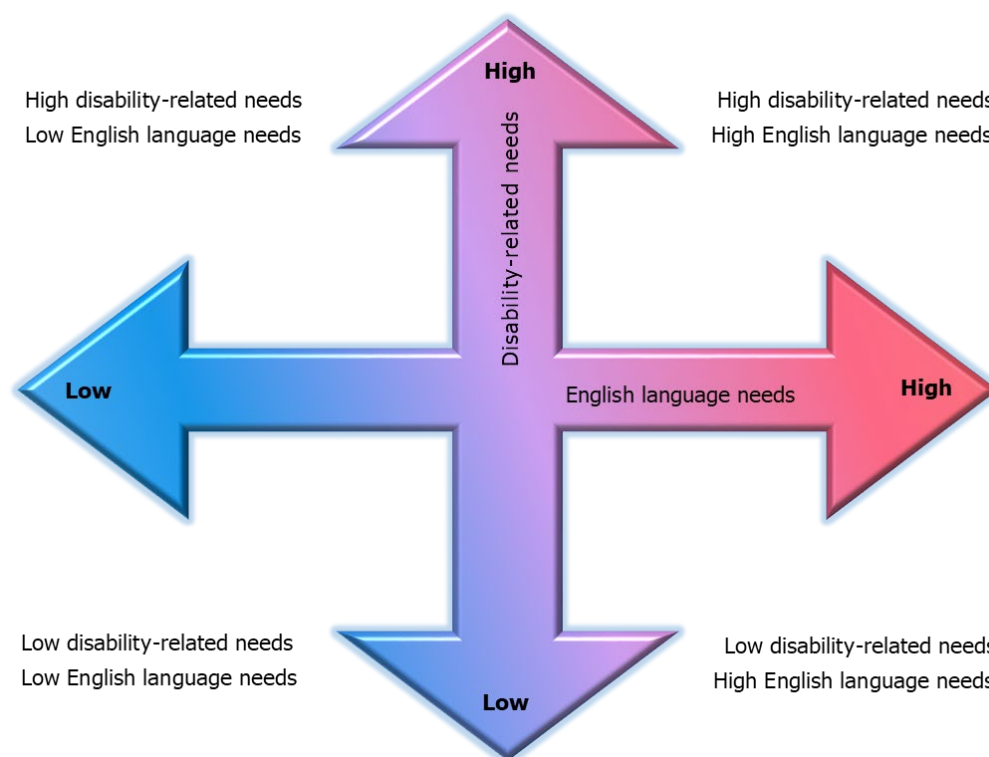 High
High disability-related needs
Low English language needs
High disability-related needs
High English language needs
Disability-related needs
Low
English language needs
High
Low disability-related needs
Low English language needs
Low disability-related needs
High English language needs
Low